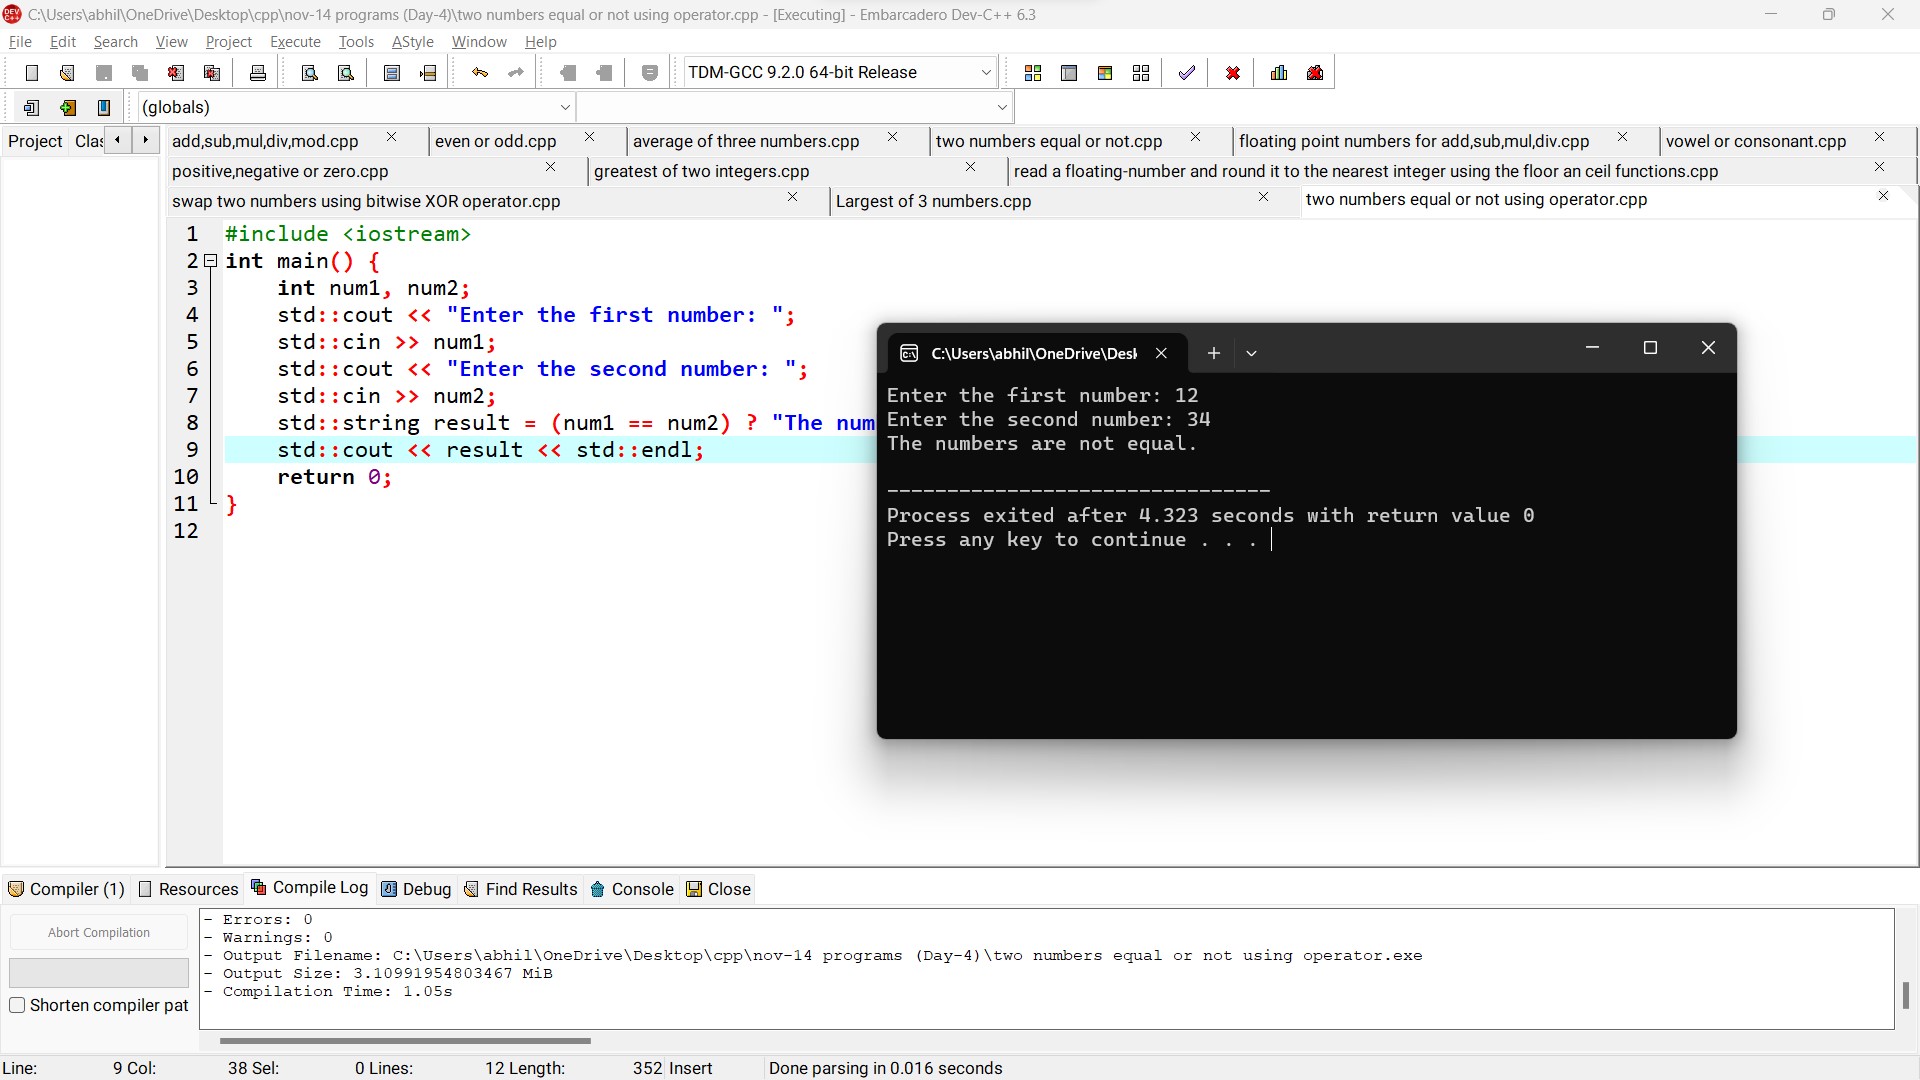 C:\Users\abhil\OneDrive\Desktop\cpp\nov-14 programs (Day-4)\two numbers equal or not using operator.cpp - [Executing] - Embarcadero Dev-C++ 6.3
File Edit Search View Project Execute Tools AStyle Window Help
TDM-GCC 9.2.0 64-bit Release
(globals)
Project Clas add,sub,mul,div,mod.cpp even or odd.cpp average of three numbers.cpp two numbers equal or not.cpp floating point numbers for add,sub,mul,div.cpp vowel or consonant.cpp
positive,negative or zero.cpp greatest of two integers.cpp read a floating-number and round it to the nearest integer using the floor an ceil functions.cpp
swap two numbers using bitwise XOR operator.cpp Largest of 3 numbers.cpp two numbers equal or not using operator.cpp
1 #include <iostream>
2 int main() {
3 int num1, num2;
4 std::cout << "Enter the first number: ";
5 std::cin >> num1;
6 std::cout << "Enter the second number: ";
7 std::cin >> num2;
8 std::string result = (num1 == num2) ? "The num
9 std::cout << result << std::endl;
10 return 0;
11 }
12
C:\Users\abhil\OneDrive\Desk
Enter the first number: 12
Enter the second number: 34
The numbers are not equal.
--------------------------------
Process exited after 4.323 seconds with return value 0
Press any key to continue . . .
Compiler (1) Resources Compile Log Debug Find Results Console Close
Abort Compilation
Shorten compiler pat
- Errors: 0
- Warnings: 0
- Output Filename: C:\Users\abhil\OneDrive\Desktop\cpp\nov-14 programs (Day-4)\two numbers equal or not using operator.exe
- Output Size: 3.10991954803467 MiB
- Compilation Time: 1.05s
Line: 9 Col: 38 Sel: 0 Lines: 12 Length: 352 Insert Done parsing in 0.016 seconds